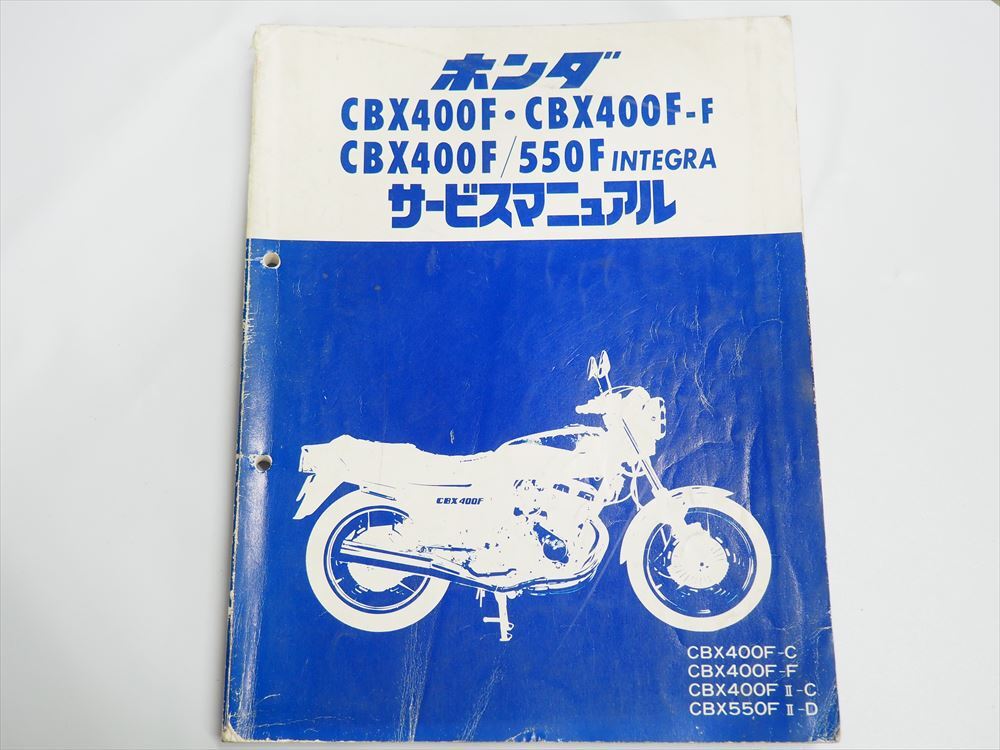 ホンダ
CBX400F・CBX400F-F
CBX400F/550F INTEGRA
サービスマニュアル
CBX400F
CBX400F-C
CBX400F-F
CBX400F Ⅱ-C
CBX550F Ⅱ-D